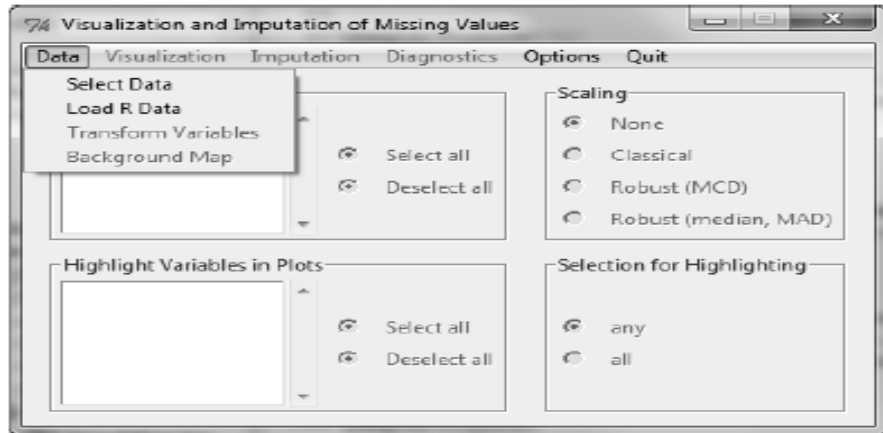 Visualization and Imputation of Missing Values
Data Visualization Imputation Diagnostics Options Quit
Select Data
Load R Data
Transform Variables
Background Map
Select all
Deselect all
Scaling
None
Classical
Robust (MCD)
Robust (median, MAD)
Highlight Variables in Plots
Select all
Deselect all
Selection for Highlighting
any
all